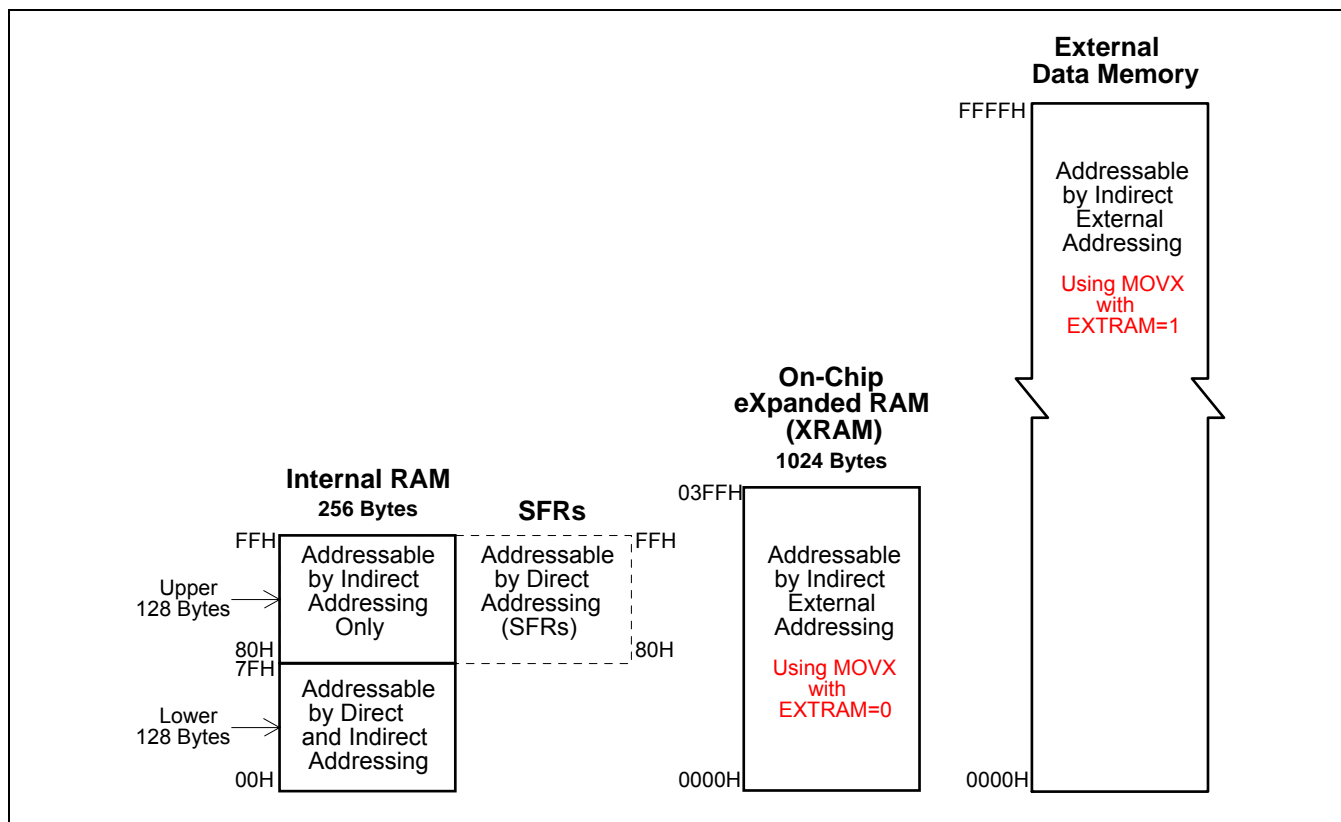 External
Data Memory
FFFFH
Addressable
by Indirect
External
Addressing
Using MOVX
with
EXTRAM=1
0000H
On-Chip
eXpanded RAM
(XRAM)
1024 Bytes
03FFH
Addressable
by Indirect
External
Addressing
Using MOVX
with
EXTRAM=0
0000H
Internal RAM
256 Bytes
SFRs
FFH
Addressable
by Indirect
Addressing
Only
Addressable
by Direct
Addressing
(SFRs)
FFH
Upper
128 Bytes
80H
80H
7FH
Addressable
by Direct
and Indirect
Addressing
Lower
128 Bytes
00H